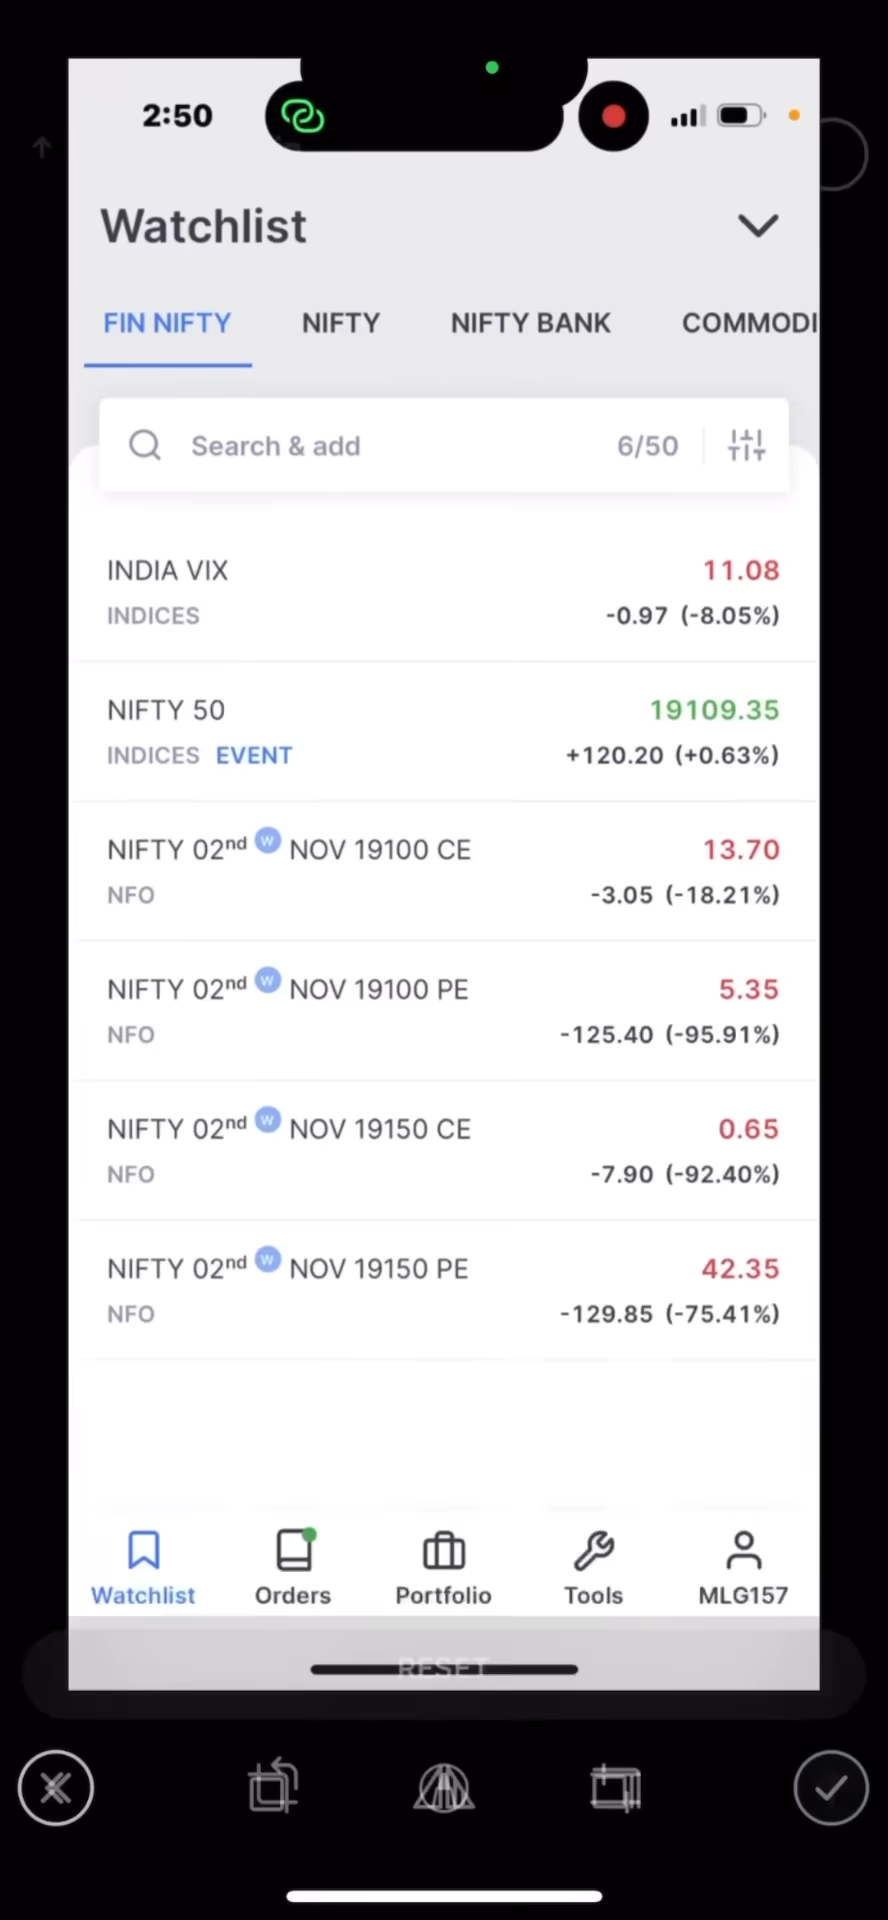 2:50
Watchlist
FIN NIFTY NIFTY NIFTY BANK COMMODI
Search & add 6/50
INDIA VIX 11.08
INDICES -0.97 (-8.05%)
NIFTY 50 19109.35
INDICES EVENT +120.20 (+0.63%)
NIFTY 02nd W NOV 19100 CE 13.70
NFO -3.05 (-18.21%)
NIFTY 02nd W NOV 19100 PE 5.35
NFO -125.40 (-95.91%)
NIFTY 02nd W NOV 19150 CE 0.65
NFO -7.90 (-92.40%)
NIFTY 02nd W NOV 19150 PE 42.35
NFO -129.85 (-75.41%)
Watchlist Orders Portfolio Tools MLG157
RESET